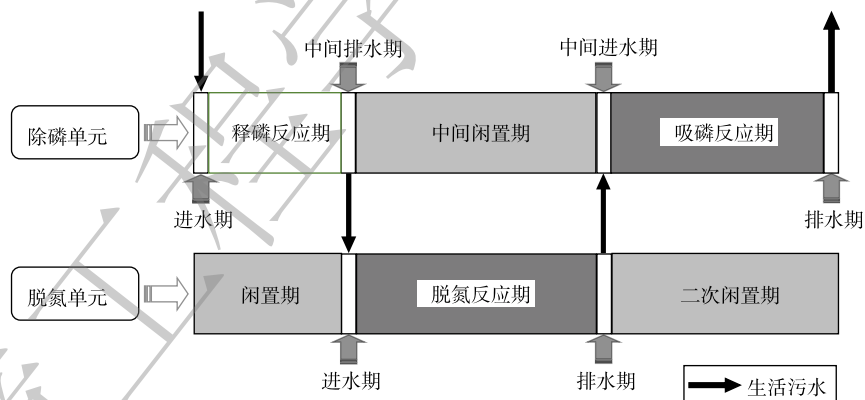 中间排水期
中间进水期
除磷单元
释磷反应期
中间闲置期
吸磷反应期
进水期
排水期
脱氮单元
闲置期
脱氮反应期
二次闲置期
进水期
排水期
生活污水
工程学